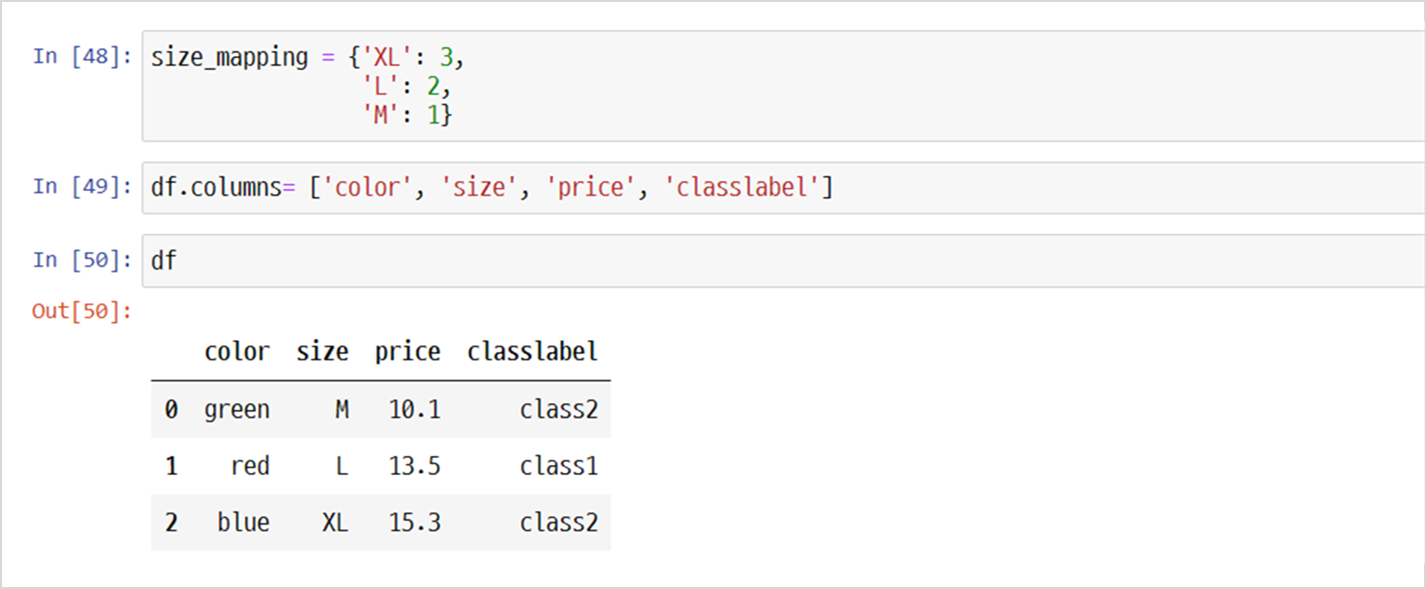 In [48]: size_mapping = {'XL': 3,
'L': 2,
'M': 1}
In [49]: df.columns= ['color', 'size', 'price', 'classlabel']
In [50]: df
Out[50]:
color size price classlabel
0 green M 10.1 class2
1 red L 13.5 class1
2 blue XL 15.3 class2